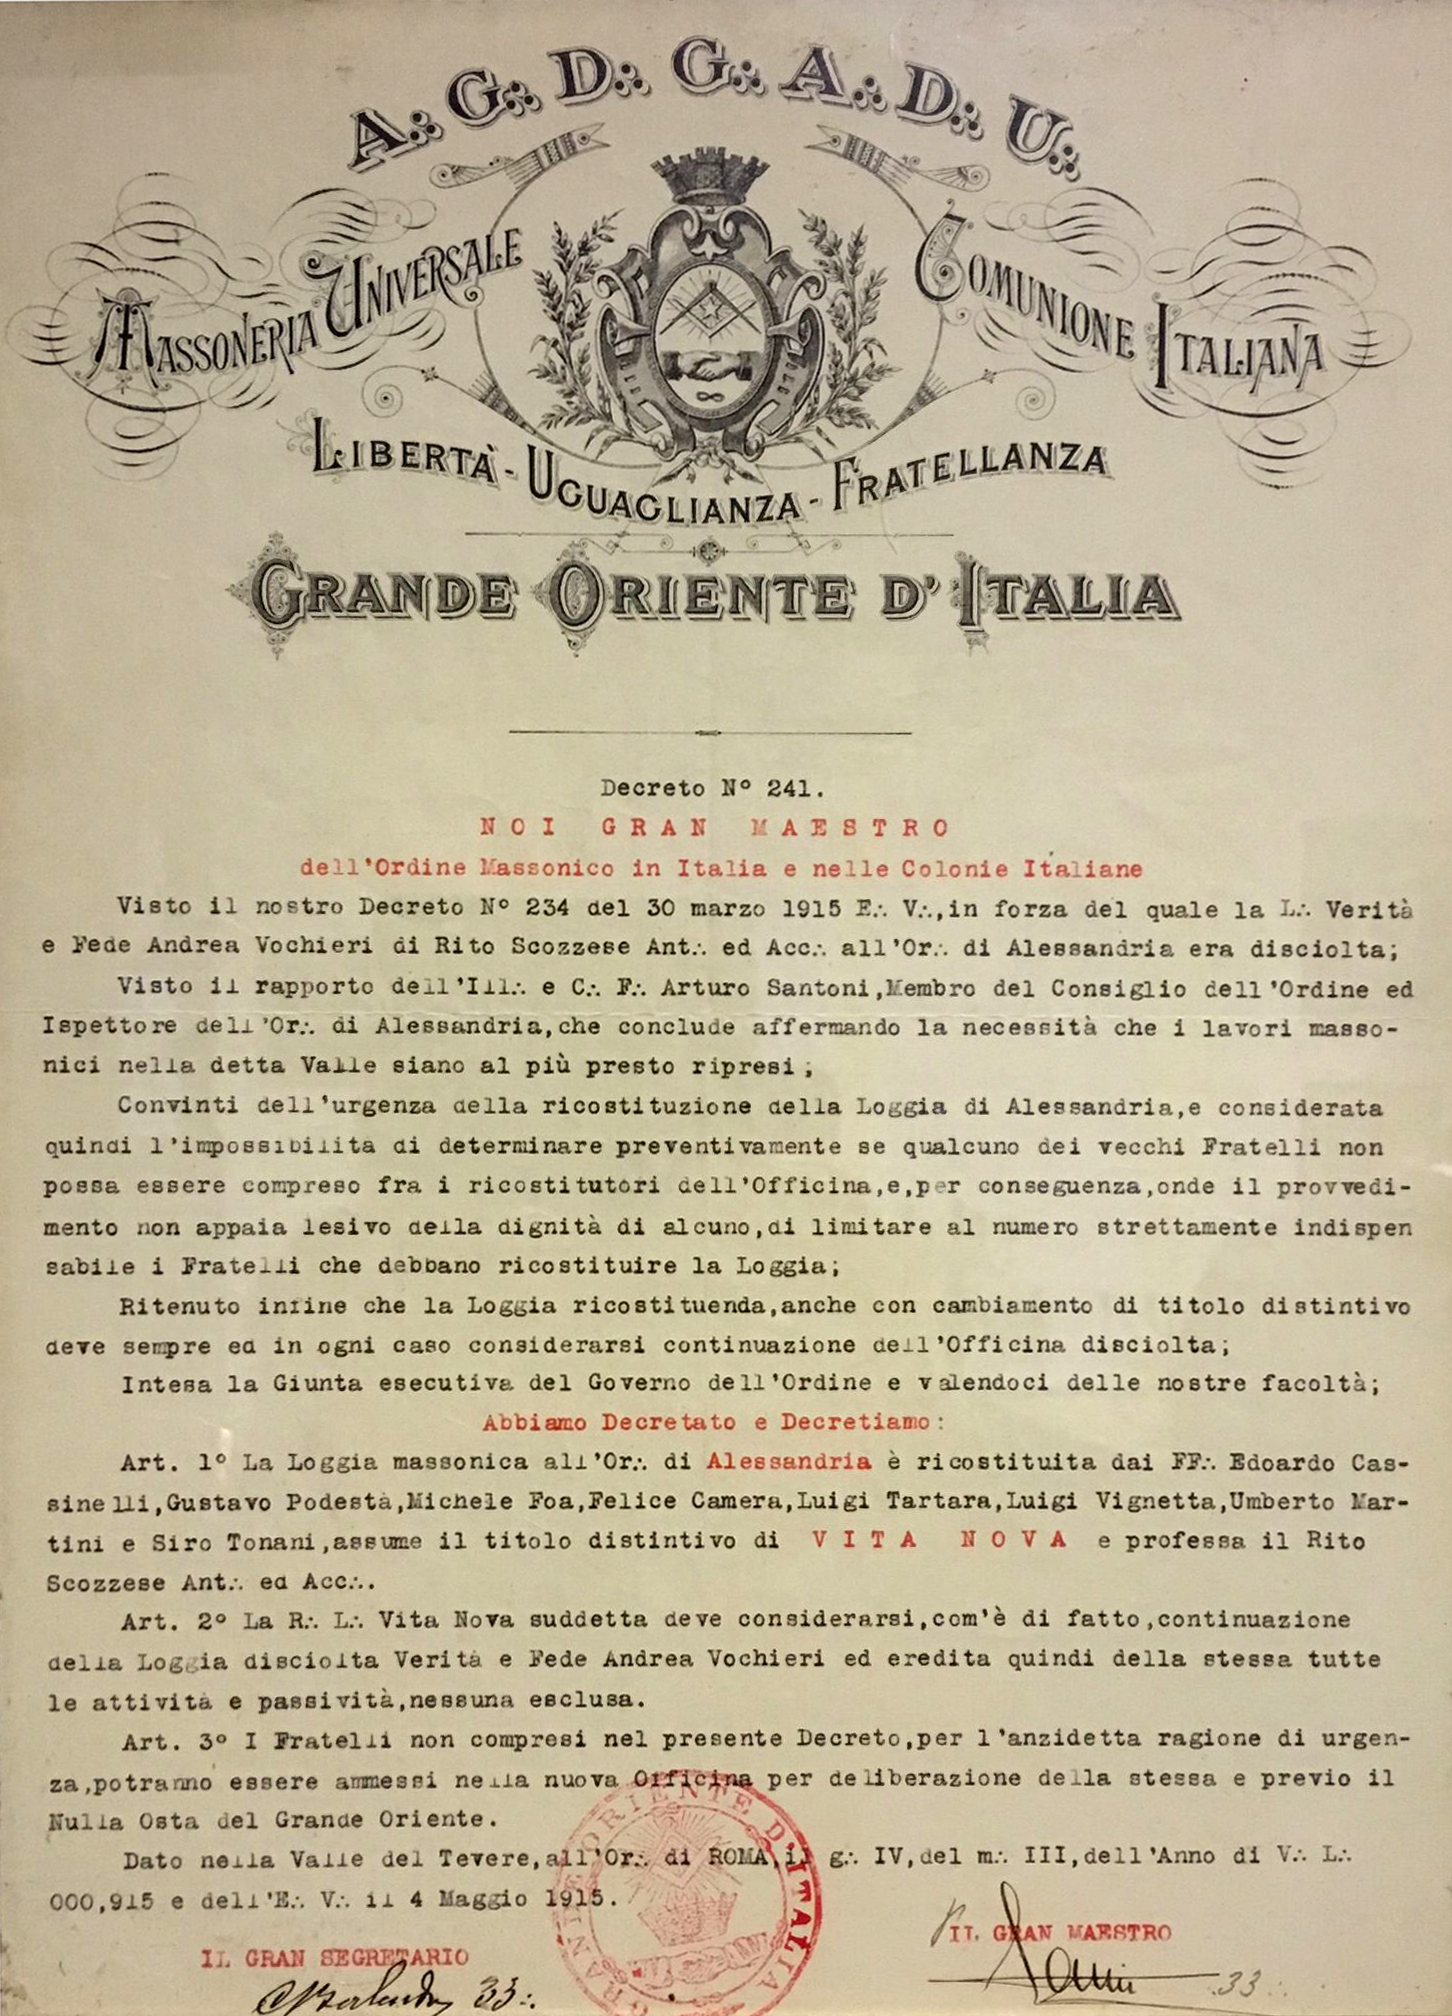 A∴ G∴ D∴ G∴ A∴ D∴ U∴
Massoneria Universale
Comunione Italiana
Libertà - Uguaglianza - Fratellanza
Grande Oriente d'Italia
Decreto N° 241.
NOI GRAN MAESTRO
dell'Ordine Massonico in Italia e nelle Colonie Italiane
Visto il nostro Decreto N° 234 del 30 marzo 1915 E∴ V∴,in forza del quale la L∴ Verità
e Fede Andrea Vochieri di Rito Scozzese Ant∴ ed Acc∴ all'Or∴ di Alessandria era disciolta;
Visto il rapporto dell'Ill∴ e C∴ F∴ Arturo Santoni,Membro del Consiglio dell'Ordine ed
Ispettore dell'Or∴ di Alessandria,che conclude affermando la necessità che i lavori masso-
nici nella detta Valle siano al più presto ripresi;
Convinti dell'urgenza della ricostituzione della Loggia di Alessandria,e considerata
quindi l'impossibilita di determinare preventivamente se qualcuno dei vecchi Fratelli non
possa essere compreso fra i ricostitutori dell'Officina,e,per conseguenza,onde il provvedi-
mento non appaia lesivo della dignità di alcuno,di limitare al numero strettamente indispen
sabile i Fratelli che debbano ricostituire la Loggia;
Ritenuto infine che la Loggia ricostituenda,anche con cambiamento di titolo distintivo
deve sempre ed in ogni caso considerarsi continuazione dell'Officina disciolta;
Intesa la Giunta esecutiva del Governo dell'Ordine e valendoci delle nostre facoltà;
Abbiamo Decretato e Decretiamo:
Art. 1° La Loggia massonica all'Or∴ di Alessandria è ricostituita dai FF∴ Edoardo Cas-
sinelli,Gustavo Podestà,Michele Foa,Felice Camera,Luigi Tartara,Luigi Vignetta,Umberto Mar-
tini e Siro Tonani,assume il titolo distintivo di VITA NOVA e professa il Rito
Scozzese Ant∴ ed Acc∴.
Art. 2° La R∴ L∴ Vita Nova suddetta deve considerarsi,com'è di fatto,continuazione
della Loggia disciolta Verità e Fede Andrea Vochieri ed eredita quindi della stessa tutte
le attività e passività,nessuna esclusa.
Art. 3° I Fratelli non compresi nel presente Decreto,per l'anzidetta ragione di urgen-
za,potranno essere ammessi nella nuova Officina per deliberazione della stessa e previo il
Nulla Osta del Grande Oriente.
Dato nella Valle del Tevere,all'Or∴ di ROMA,il g∴ IV,del m∴ III,dell'Anno di V∴ L∴
000,915 e dell'E∴ V∴ il 4 Maggio 1915.
GRANDE ORIENTE D'ITALIA
IL GRAN SEGRETARIO
33∴
IL GRAN MAESTRO
33∴